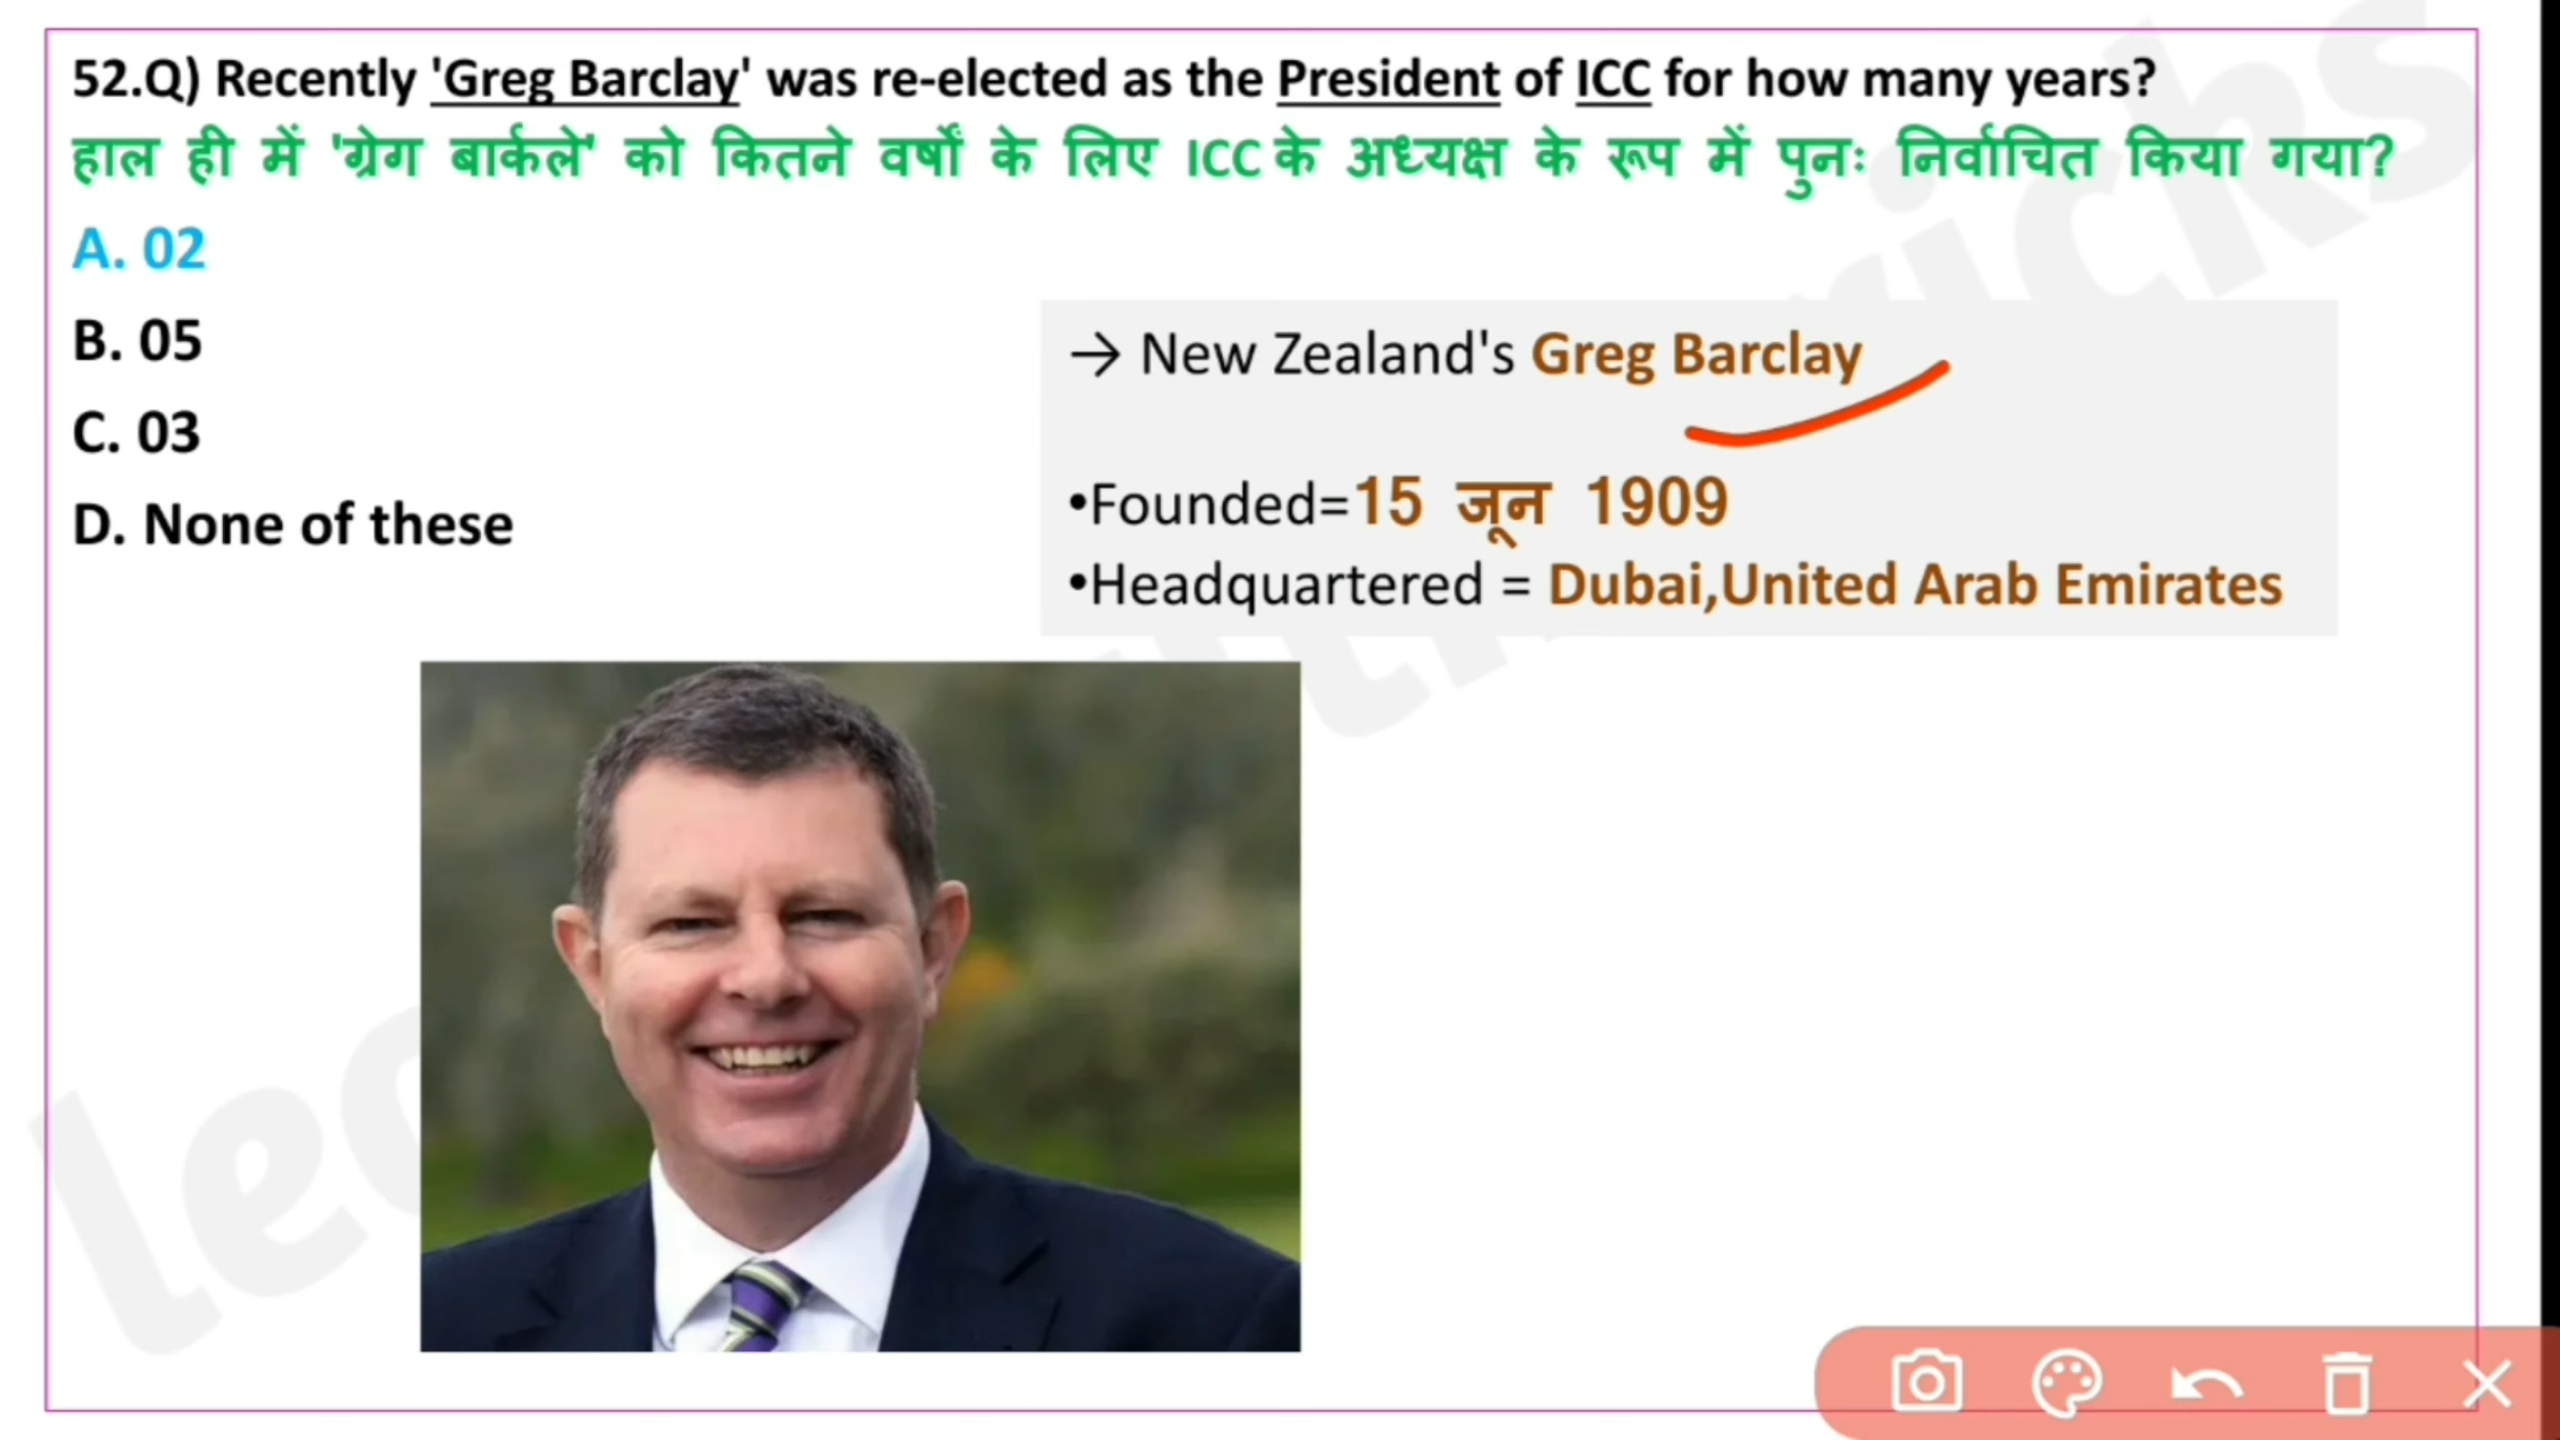 52.Q) Recently 'Greg Barclay' was re-elected as the President of ICC for how many years?
हाल ही में 'ग्रेग बार्कले' को कितने वर्षों के लिए ICC के अध्यक्ष के रूप में पुनः निर्वाचित किया गया?
A. 02
B. 05
C. 03
D. None of these
→ New Zealand's Greg Barclay
•Founded=15 जून 1909
•Headquartered = Dubai,United Arab Emirates